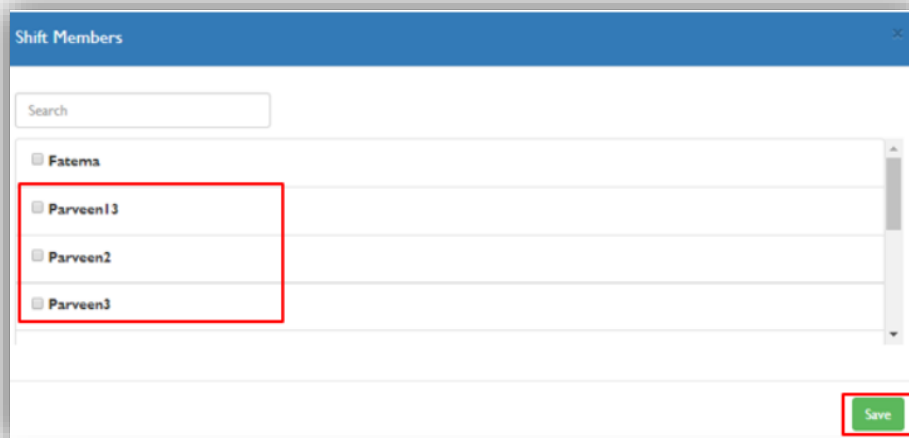 Shift Members
×
Search
Fatema
Parveen13
Parveen2
Parveen3
Save